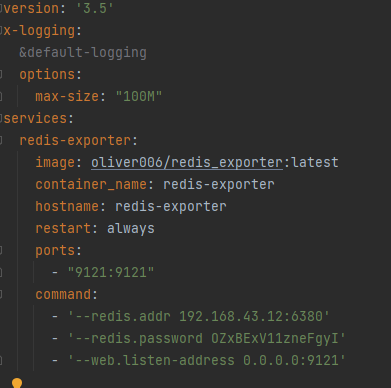 version: '3.5'
x-logging:
  &default-logging
  options:
    max-size: "100M"
services:
  redis-exporter:
    image: oliver006/redis_exporter:latest
    container_name: redis-exporter
    hostname: redis-exporter
    restart: always
    ports:
      - "9121:9121"
    command:
      - '--redis.addr 192.168.43.12:6380'
      - '--redis.password OZxBExV11zneFgyI'
      - '--web.listen-address 0.0.0.0:9121'